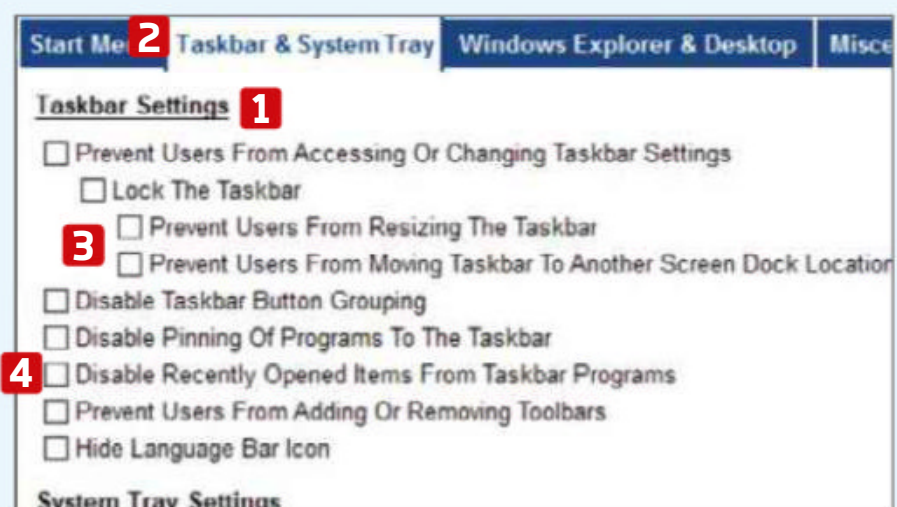 Start Me 2 Taskbar & System Tray Windows Explorer & Desktop Misce
Taskbar Settings 1
Prevent Users From Accessing Or Changing Taskbar Settings
Lock The Taskbar
Prevent Users From Resizing The Taskbar
3
Prevent Users From Moving Taskbar To Another Screen Dock Location
Disable Taskbar Button Grouping
Disable Pinning Of Programs To The Taskbar
4 Disable Recently Opened Items From Taskbar Programs
Prevent Users From Adding Or Removing Toolbars
Hide Language Bar Icon
System Tray Settings